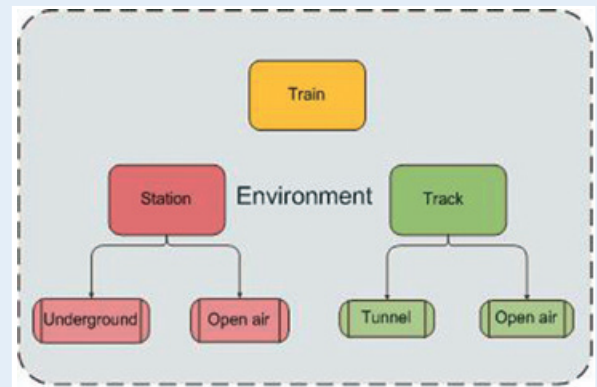 Train
Station
Environment
Track
Underground
Open air
Tunnel
Open air